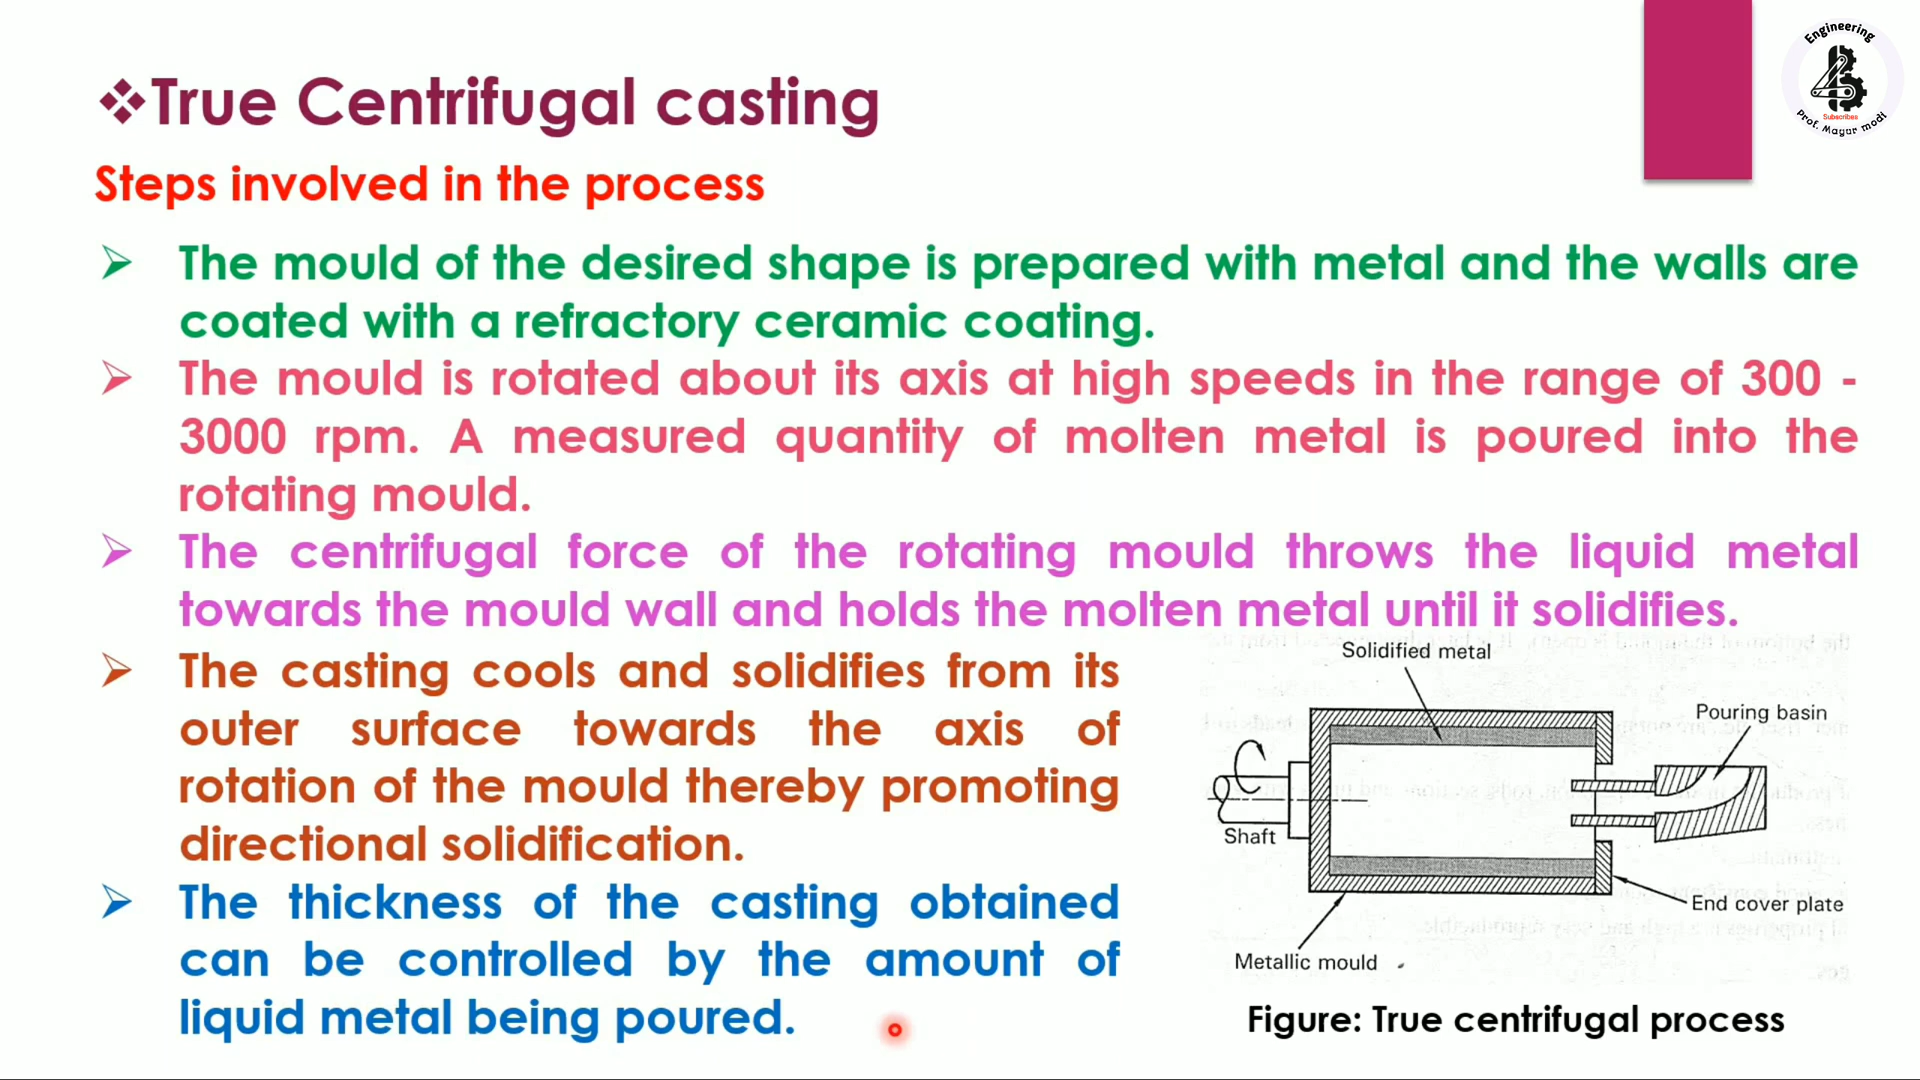 Engineering
Subscribes
Prof. Mayur modi
❖True Centrifugal casting
Steps involved in the process
➢ The mould of the desired shape is prepared with metal and the walls are
coated with a refractory ceramic coating.
➢ The mould is rotated about its axis at high speeds in the range of 300 -
3000 rpm. A measured quantity of molten metal is poured into the
rotating mould.
➢ The centrifugal force of the rotating mould throws the liquid metal
towards the mould wall and holds the molten metal until it solidifies.
➢ The casting cools and solidifies from its
outer surface towards the axis of
rotation of the mould thereby promoting
directional solidification.
➢ The thickness of the casting obtained
can be controlled by the amount of
liquid metal being poured.
Solidified metal
Pouring basin
Shaft
End cover plate
Metallic mould
Figure: True centrifugal process